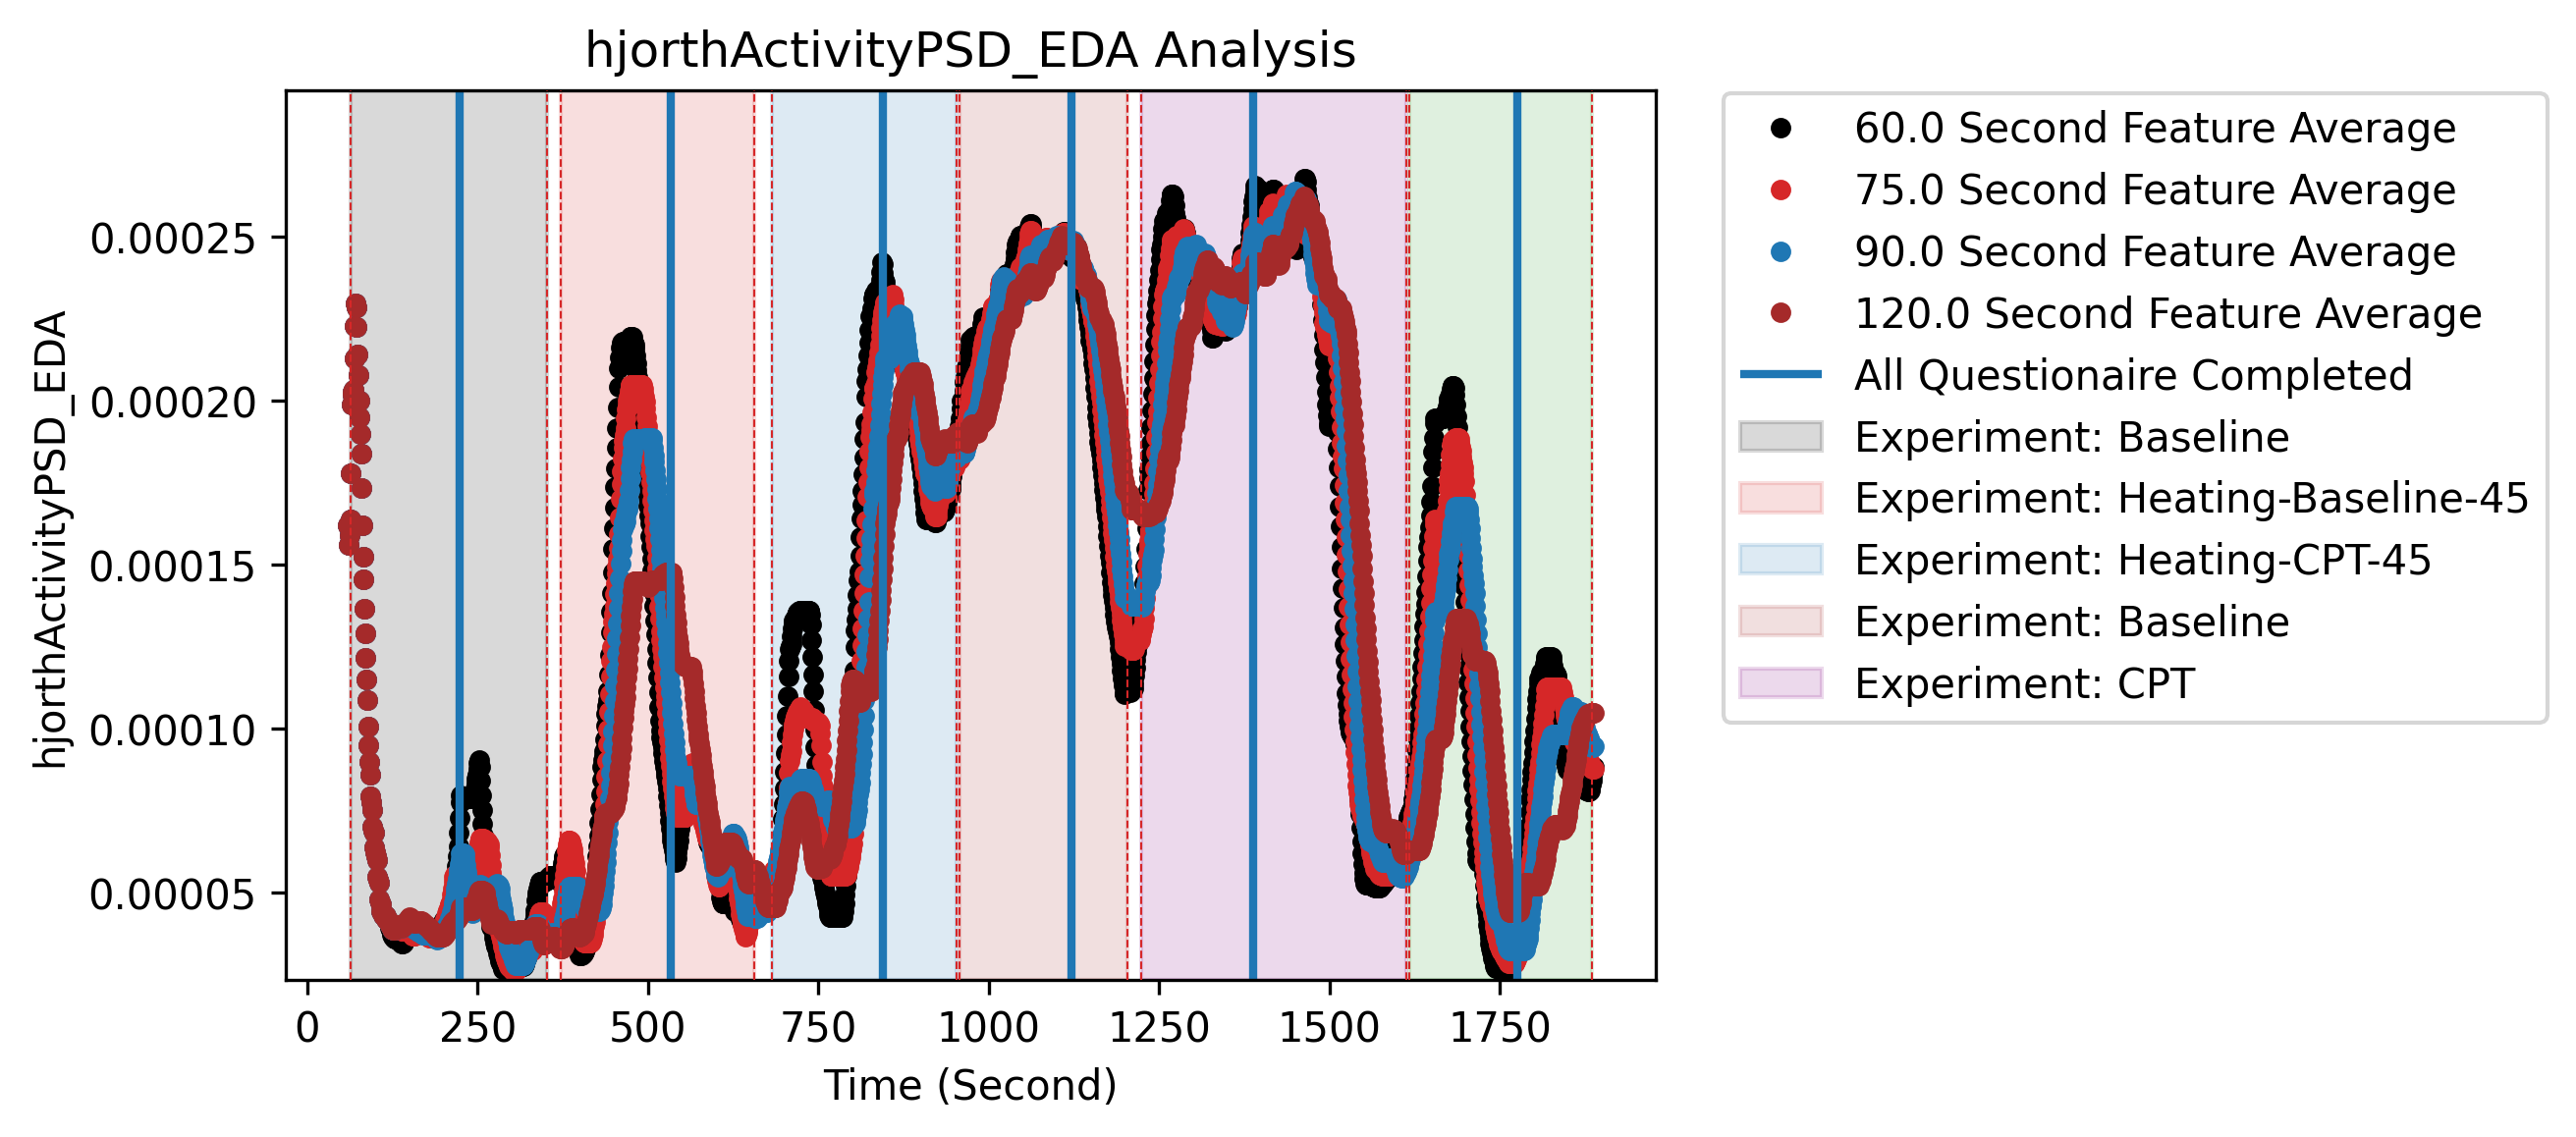 hjorthActivityPSD_EDA Analysis
hjorthActivityPSD_EDA
0.00025
0.00020
0.00015
0.00010
0.00005
0 250 500 750 1000 1250 1500 1750
Time (Second)
60.0 Second Feature Average
75.0 Second Feature Average
90.0 Second Feature Average
120.0 Second Feature Average
All Questionaire Completed
Experiment: Baseline
Experiment: Heating-Baseline-45
Experiment: Heating-CPT-45
Experiment: Baseline
Experiment: CPT